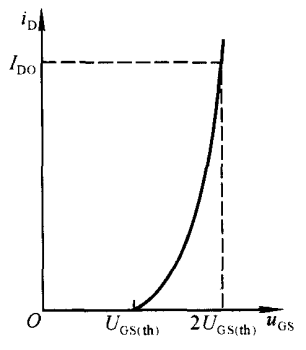 i_D
I_DO
O
U_GS(th)
2U_GS(th)
u_GS